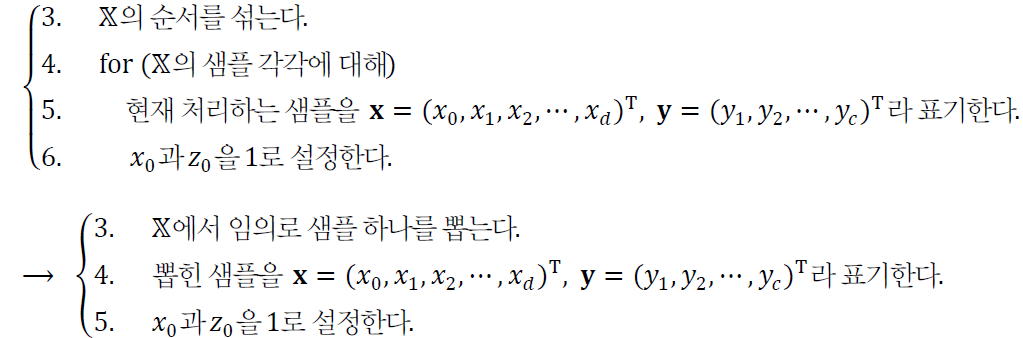 3. 𝕏의 순서를 섞는다.
4. for (𝕏의 샘플 각각에 대해)
5. 현재 처리하는 샘플을 𝐱 = (x₀, x₁, x₂, ⋯, x_d)ᵀ, 𝐲 = (y₁, y₂, ⋯, y_c)ᵀ라 표기한다.
6. x₀과 z₀을 1로 설정한다.
→ 3. 𝕏에서 임의로 샘플 하나를 뽑는다.
4. 뽑힌 샘플을 𝐱 = (x₀, x₁, x₂, ⋯, x_d)ᵀ, 𝐲 = (y₁, y₂, ⋯, y_c)ᵀ라 표기한다.
5. x₀과 z₀을 1로 설정한다.